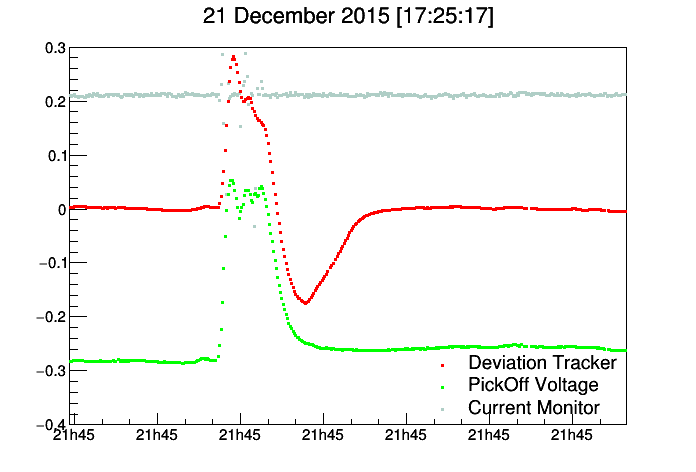 21 December 2015 [17:25:17]
0.3
0.2
0.1
0
−0.1
−0.2
−0.3
−0.4
Deviation Tracker
PickOff Voltage
Current Monitor
21h45 21h45 21h45 21h45 21h45 21h45 21h45